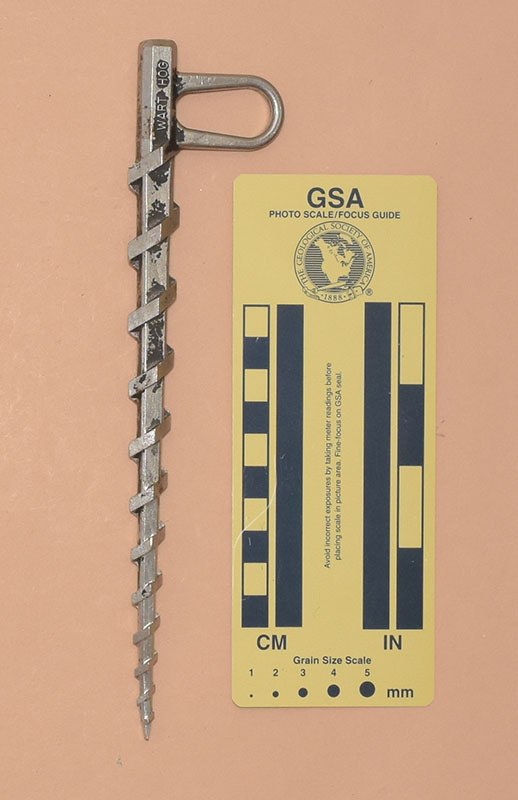 WART HOG
GSA
PHOTO SCALE/FOCUS GUIDE
THE GEOLOGICAL SOCIETY OF AMERICA
• 1888 •
®
Avoid incorrect exposures by taking meter readings before
placing scale in picture area. Fine-focus on GSA seal.
CM
IN
Grain Size Scale
1 2 3 4 5
mm